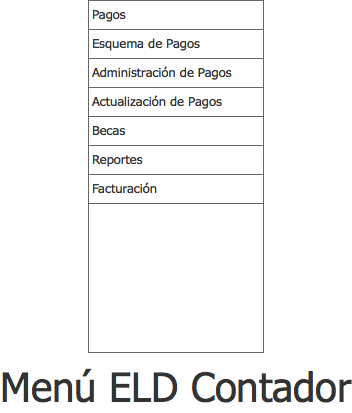 Pagos
Esquema de Pagos
Administración de Pagos
Actualización de Pagos
Becas
Reportes
Facturación
Menú ELD Contador